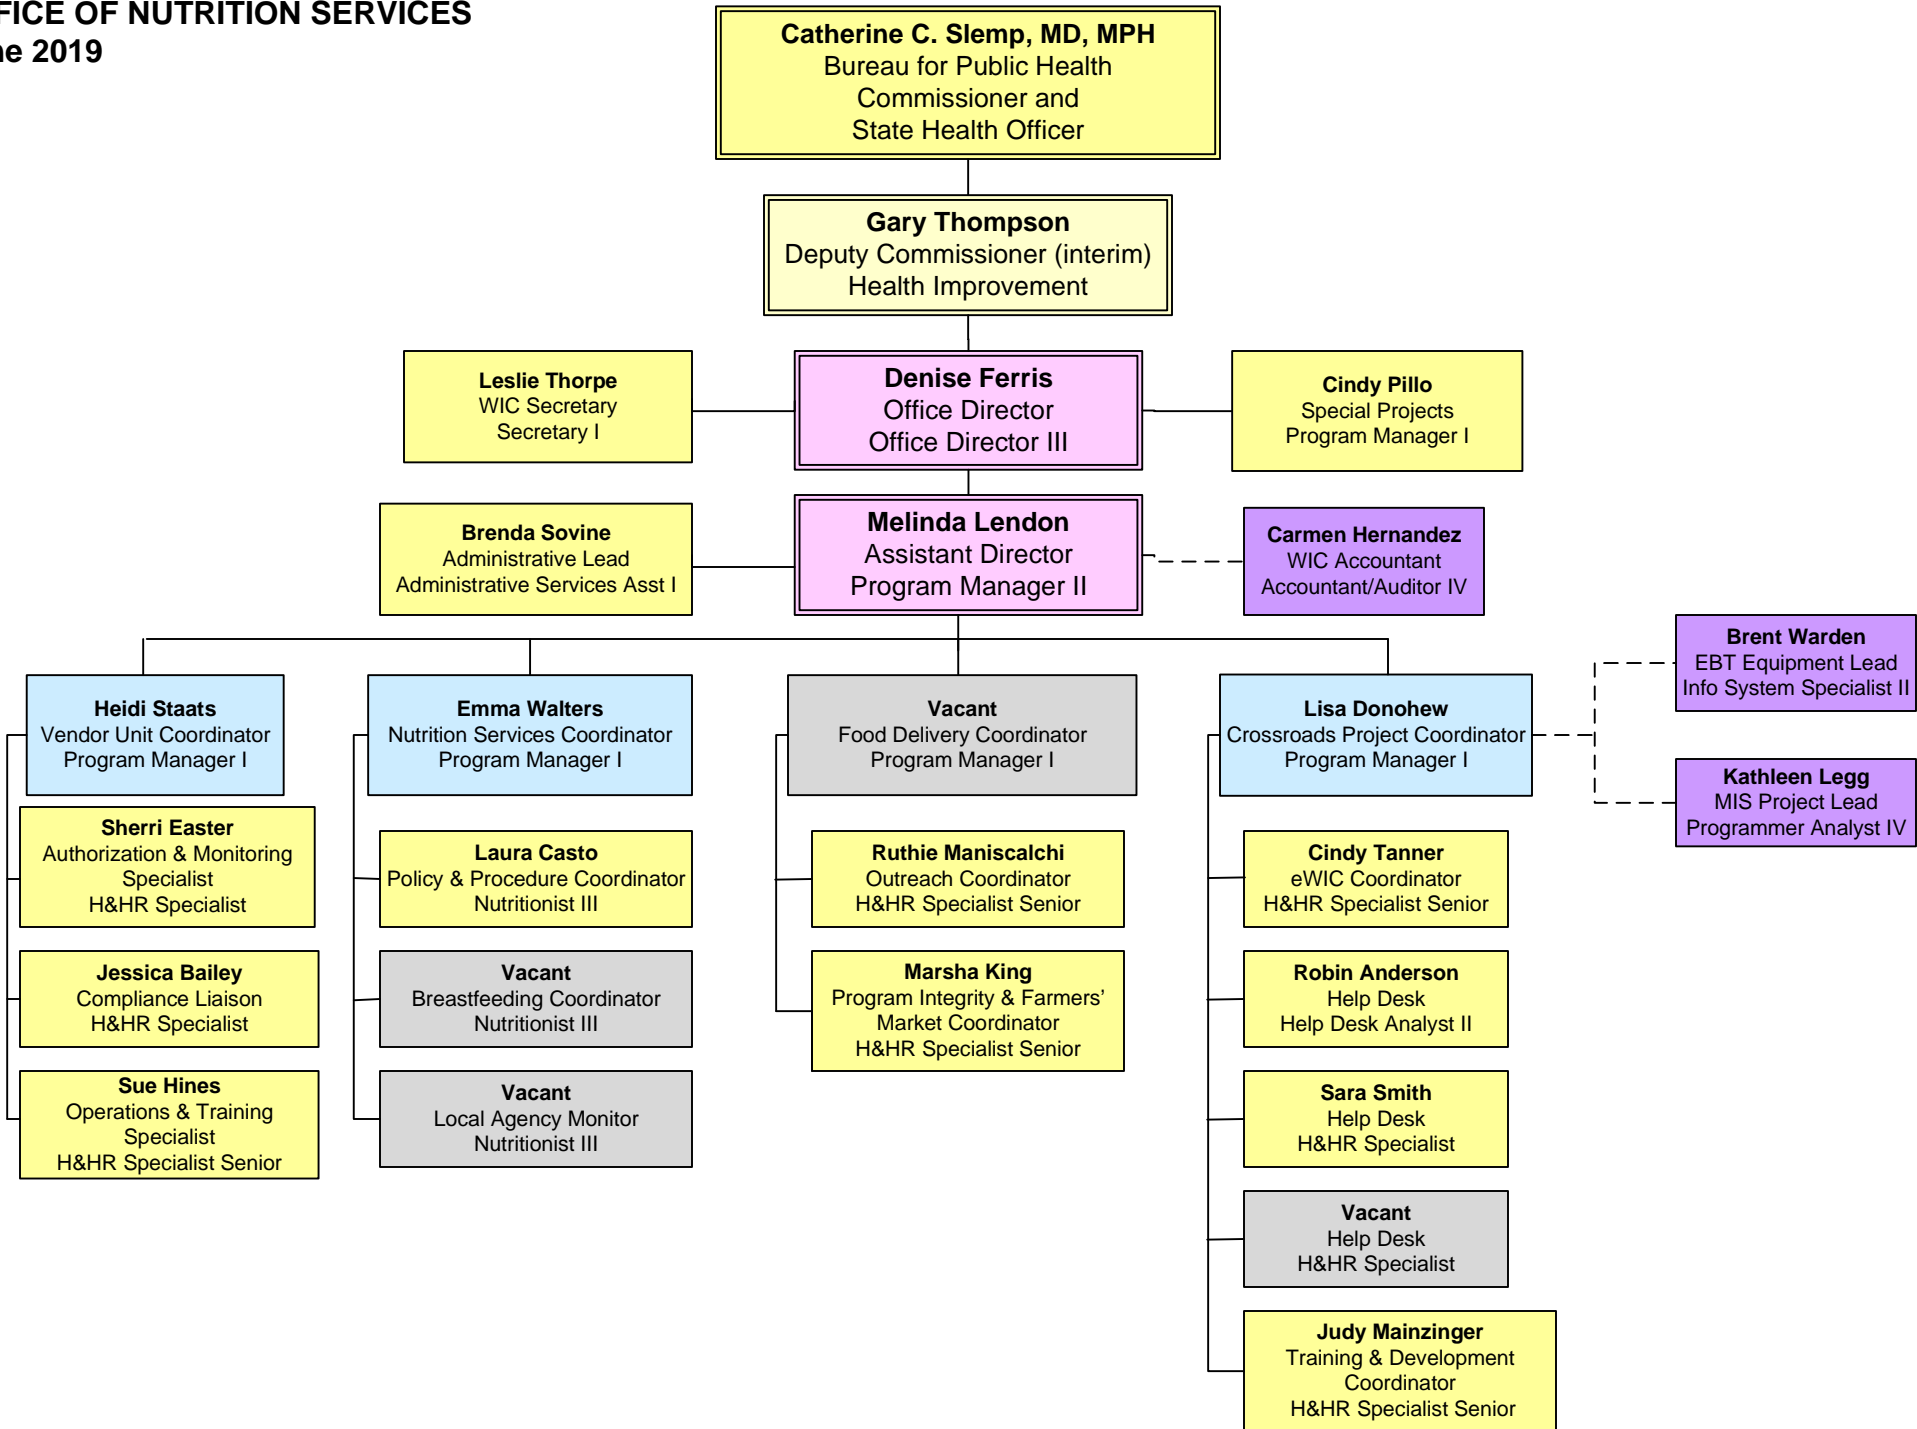 FICE OF NUTRITION SERVICES
ne 2019
Catherine C. Slemp, MD, MPH
Bureau for Public Health
Commissioner and
State Health Officer
Gary Thompson
Deputy Commissioner (interim)
Health Improvement
Leslie Thorpe
WIC Secretary
Secretary I
Denise Ferris
Office Director
Office Director III
Cindy Pillo
Special Projects
Program Manager I
Brenda Sovine
Administrative Lead
Administrative Services Asst I
Melinda Lendon
Assistant Director
Program Manager II
Carmen Hernandez
WIC Accountant
Accountant/Auditor IV
Brent Warden
EBT Equipment Lead
Info System Specialist II
Kathleen Legg
MIS Project Lead
Programmer Analyst IV
Heidi Staats
Vendor Unit Coordinator
Program Manager I
Sherri Easter
Authorization & Monitoring
Specialist
H&HR Specialist
Jessica Bailey
Compliance Liaison
H&HR Specialist
Sue Hines
Operations & Training
Specialist
H&HR Specialist Senior
Emma Walters
Nutrition Services Coordinator
Program Manager I
Laura Casto
Policy & Procedure Coordinator
Nutritionist III
Vacant
Breastfeeding Coordinator
Nutritionist III
Vacant
Local Agency Monitor
Nutritionist III
Vacant
Food Delivery Coordinator
Program Manager I
Ruthie Maniscalchi
Outreach Coordinator
H&HR Specialist Senior
Marsha King
Program Integrity & Farmers’
Market Coordinator
H&HR Specialist Senior
Lisa Donohew
Crossroads Project Coordinator
Program Manager I
Cindy Tanner
eWIC Coordinator
H&HR Specialist Senior
Robin Anderson
Help Desk
Help Desk Analyst II
Sara Smith
Help Desk
H&HR Specialist
Vacant
Help Desk
H&HR Specialist
Judy Mainzinger
Training & Development
Coordinator
H&HR Specialist Senior